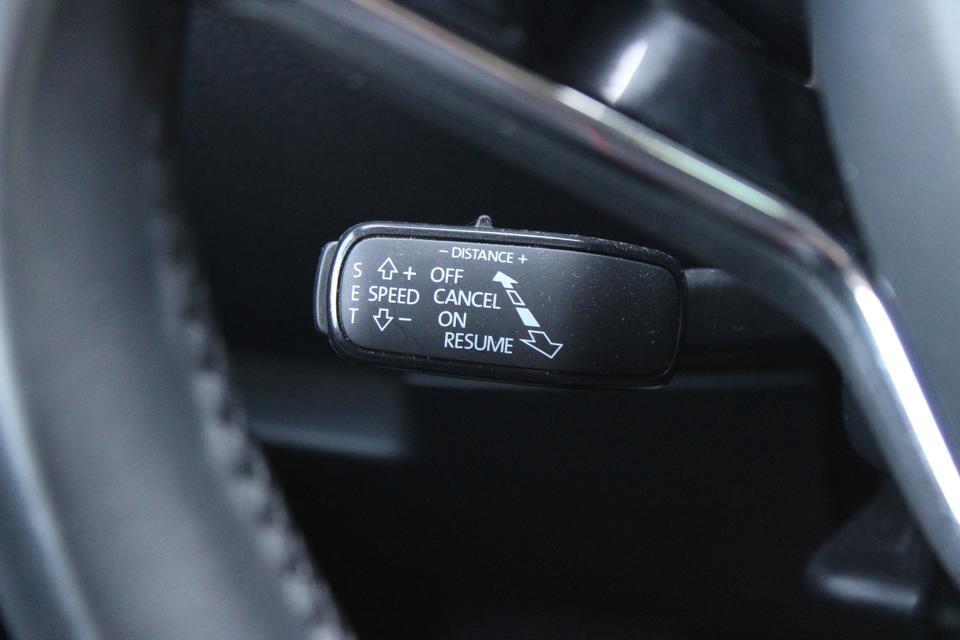 – DISTANCE +
S + OFF
E SPEED CANCEL
T – ON
RESUME